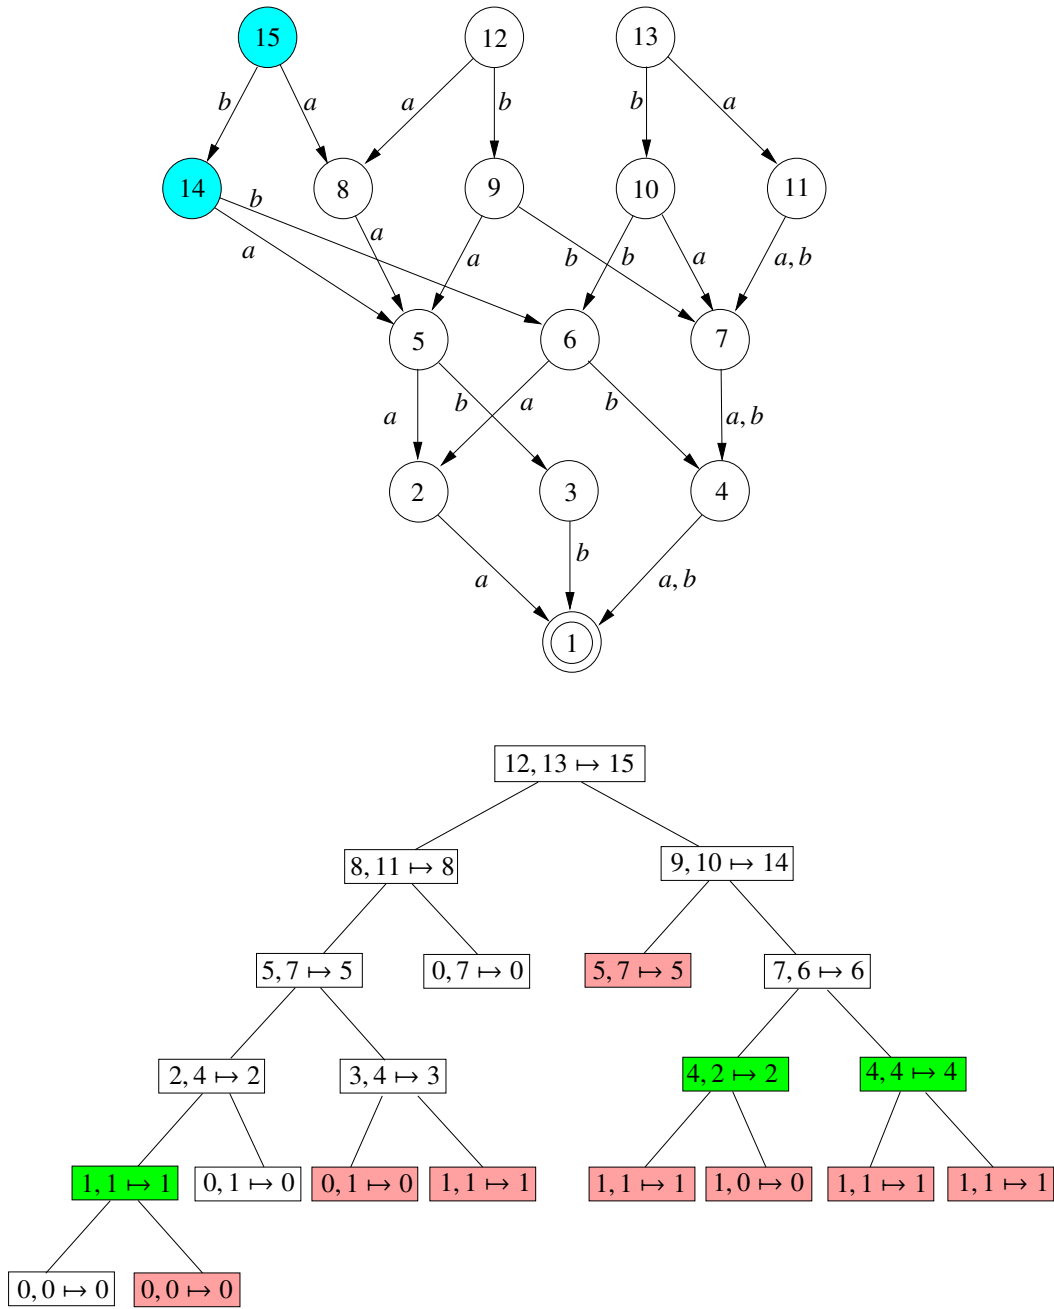 15 12 13
b a a b b a
14 8 9 10 11
b a a a b b a a, b
5 6 7
a b a b a, b
2 3 4
a b a, b
1
12, 13 ↦ 15
8, 11 ↦ 8 9, 10 ↦ 14
5, 7 ↦ 5 0, 7 ↦ 0 5, 7 ↦ 5 7, 6 ↦ 6
2, 4 ↦ 2 3, 4 ↦ 3 4, 2 ↦ 2 4, 4 ↦ 4
1, 1 ↦ 1 0, 1 ↦ 0 0, 1 ↦ 0 1, 1 ↦ 1 1, 1 ↦ 1 1, 0 ↦ 0 1, 1 ↦ 1 1, 1 ↦ 1
0, 0 ↦ 0 0, 0 ↦ 0